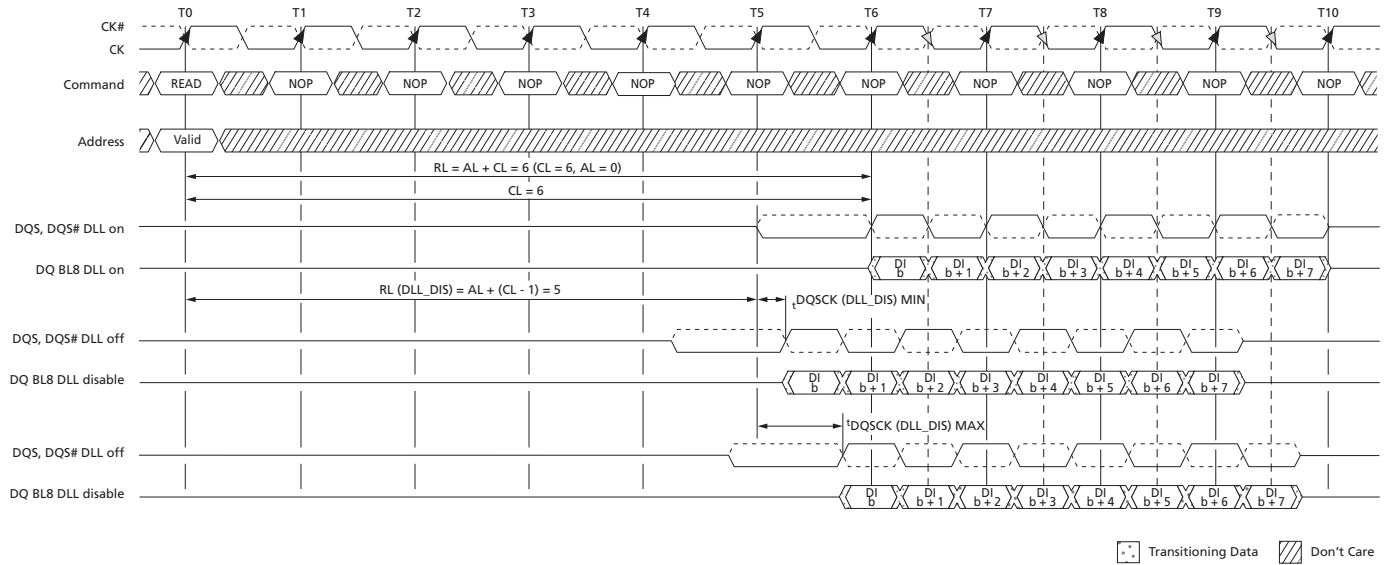 T0 T1 T2 T3 T4 T5 T6 T7 T8 T9 T10
CK#
CK
Command READ NOP NOP NOP NOP NOP NOP NOP NOP NOP NOP
Address Valid
RL = AL + CL = 6 (CL = 6, AL = 0)
CL = 6
DQS, DQS# DLL on
DQ BL8 DLL on DI b DI b + 1 DI b + 2 DI b + 3 DI b + 4 DI b + 5 DI b + 6 DI b + 7
RL (DLL_DIS) = AL + (CL - 1) = 5
tDQSCK (DLL_DIS) MIN
DQS, DQS# DLL off
DQ BL8 DLL disable DI b DI b + 1 DI b + 2 DI b + 3 DI b + 4 DI b + 5 DI b + 6 DI b + 7
tDQSCK (DLL_DIS) MAX
DQS, DQS# DLL off
DQ BL8 DLL disable DI b DI b + 1 DI b + 2 DI b + 3 DI b + 4 DI b + 5 DI b + 6 DI b + 7
Transitioning Data Don't Care